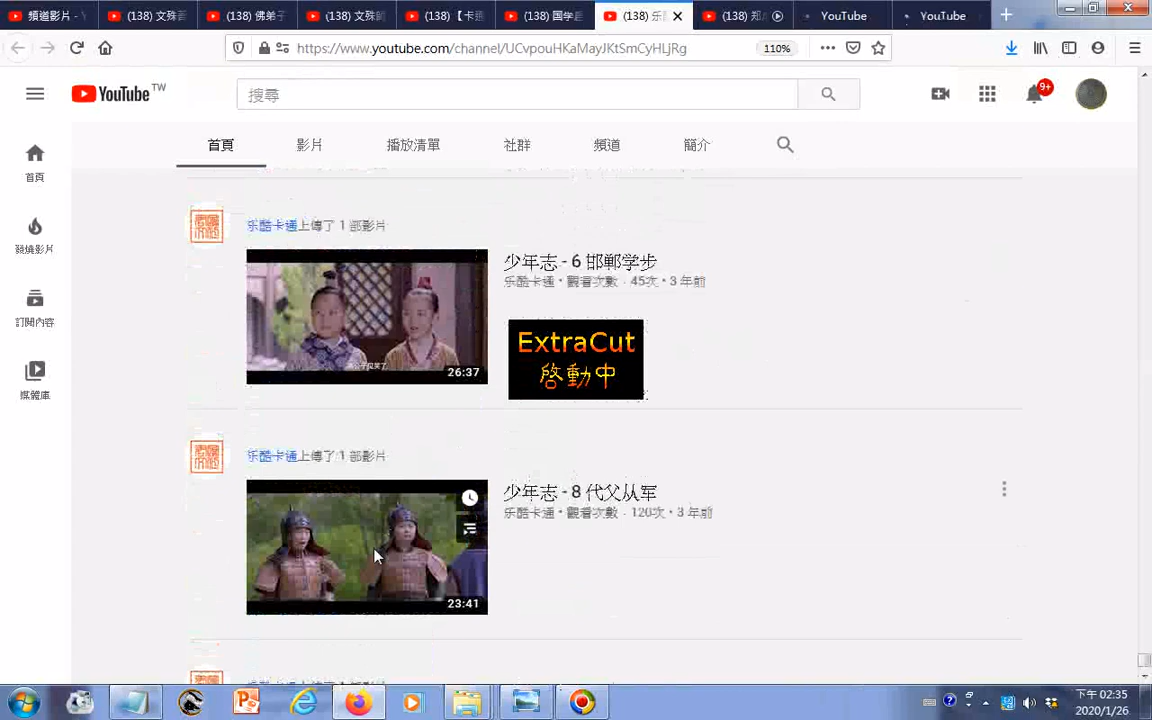 頻道影片 - Y
(138) 文殊
(138) 佛弟子
(138) 文殊師
(138) 【卡通
(138) 国学
(138) 乐
(138) 郑
YouTube
YouTube
https://www.youtube.com/channel/UCvpouHKaMayJKtSmCyHLjRg
110%
YouTube TW
搜尋
9+
首頁
影片
播放清單
社群
頻道
簡介
首頁
發燒影片
訂閱內容
媒體庫
乐酷卡通上傳了 1 部影片
少年志 - 6 邯郸学步
乐酷卡通 • 觀看次數：45次 • 3 年前
26:37
ExtraCut
啓動中
乐酷卡通上傳了 1 部影片
少年志 - 8 代父从军
乐酷卡通 • 觀看次數：120次 • 3 年前
23:41
下午 02:35
2020/1/26